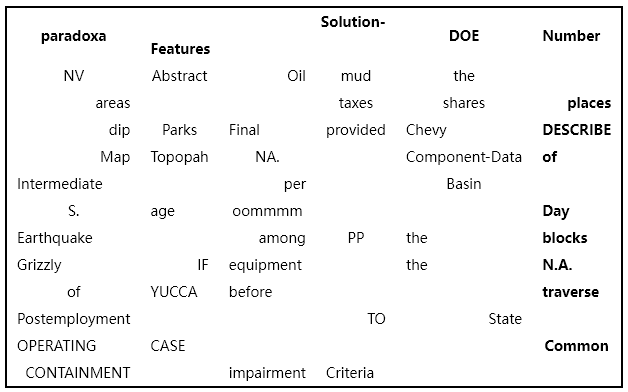 paradoxa Features Solution- DOE Number
NV Abstract Oil mud the
areas taxes shares places
dip Parks Final provided Chevy DESCRIBE
Map Topopah NA. Component-Data of
Intermediate per Basin
S. age oommmm Day
Earthquake among PP the blocks
Grizzly IF equipment the N.A.
of YUCCA before traverse
Postemployment TO State
OPERATING CASE Common
CONTAINMENT impairment Criteria